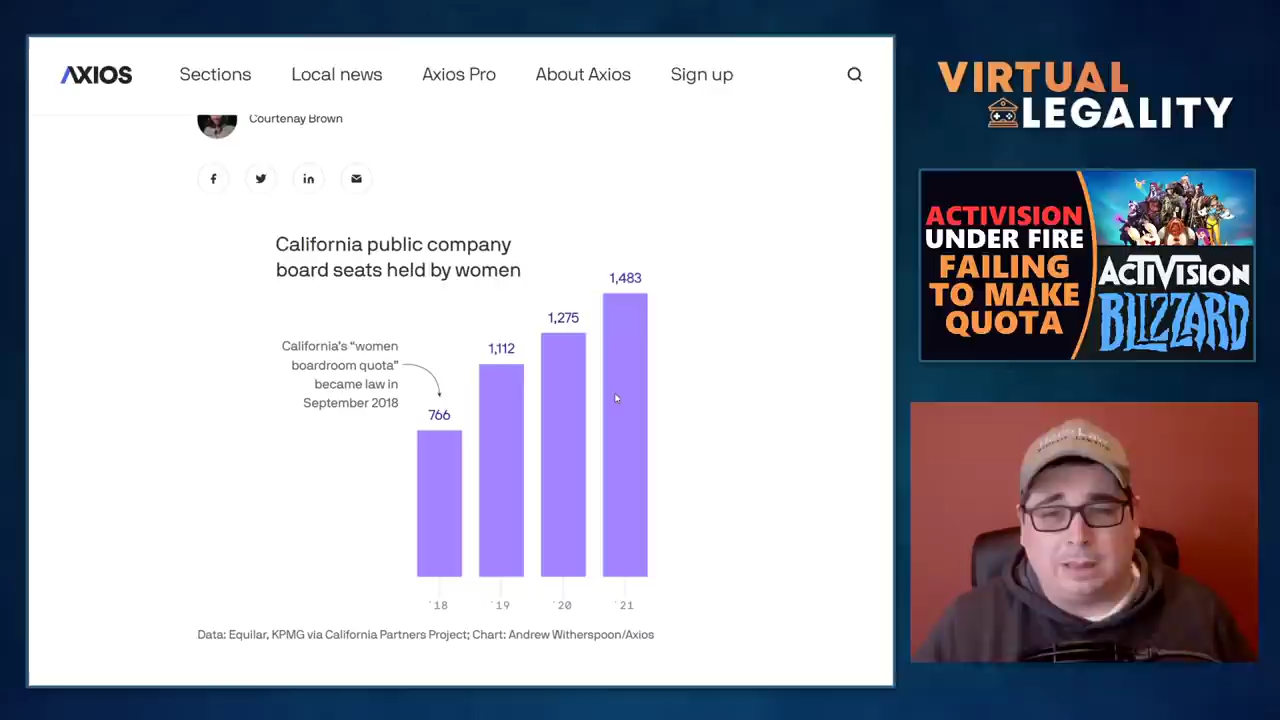 AXIOS
Sections
Local news
Axios Pro
About Axios
Sign up
Courtenay Brown
California public company
board seats held by women
California's “women
boardroom quota”
became law in
September 2018
766
1,112
1,275
1,483
'18
'19
'20
'21
Data: Equilar, KPMG via California Partners Project; Chart: Andrew Witherspoon/Axios
VIRTUAL
LEGALITY
ACTIVISION
UNDER FIRE
FAILING
TO MAKE
QUOTA
ACTIVISION
BLIZZARD